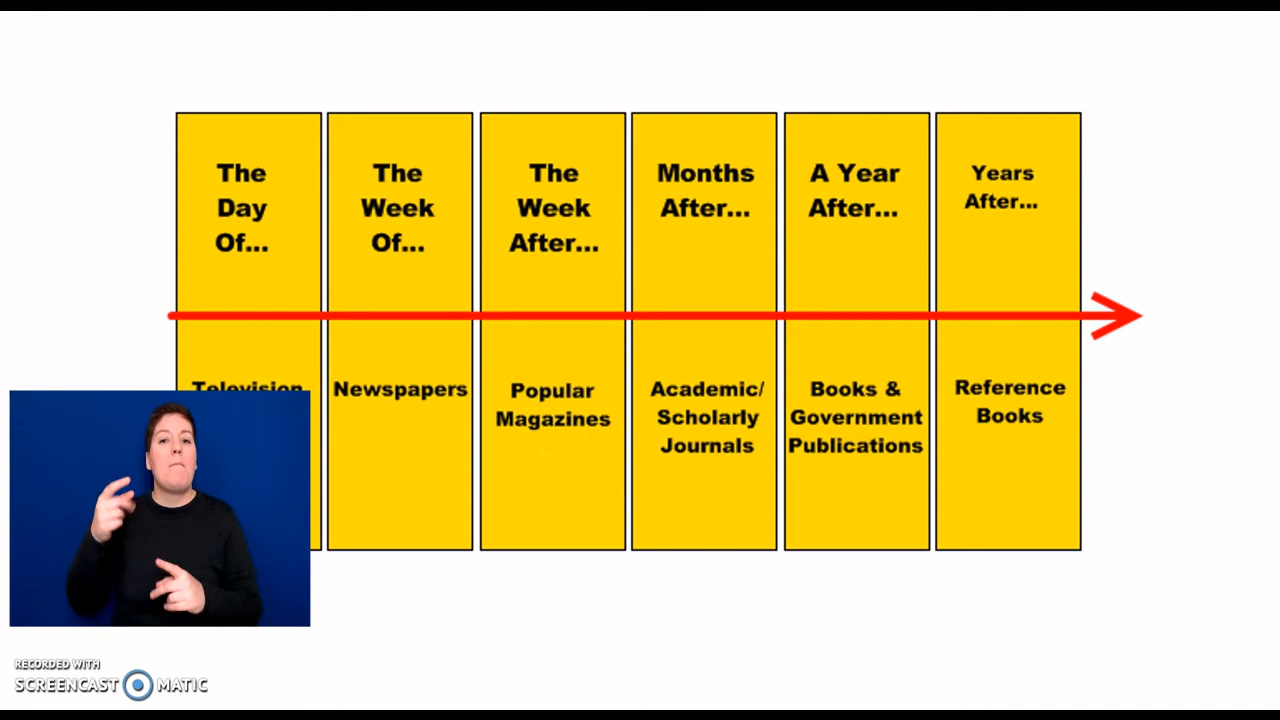 The
Day
Of...
The
Week
Of...
The
Week
After...
Months
After...
A Year
After...
Years
After...
Television
Newspapers
Popular
Magazines
Academic/
Scholarly
Journals
Books &
Government
Publications
Reference
Books
RECORDED WITH
SCREENCAST MATIC